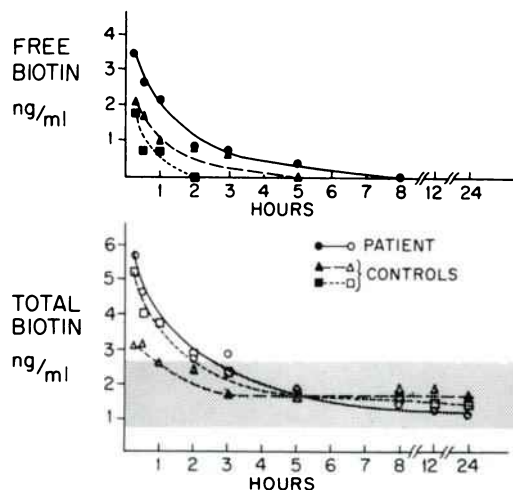 FREE
BIOTIN
ng/ml
4
3
2
1
1 2 3 4 5 6 7 8 12 24
HOURS
TOTAL
BIOTIN
ng/ml
6
5
4
3
2
1
PATIENT
CONTROLS
1 2 3 4 5 6 7 8 12 24
HOURS